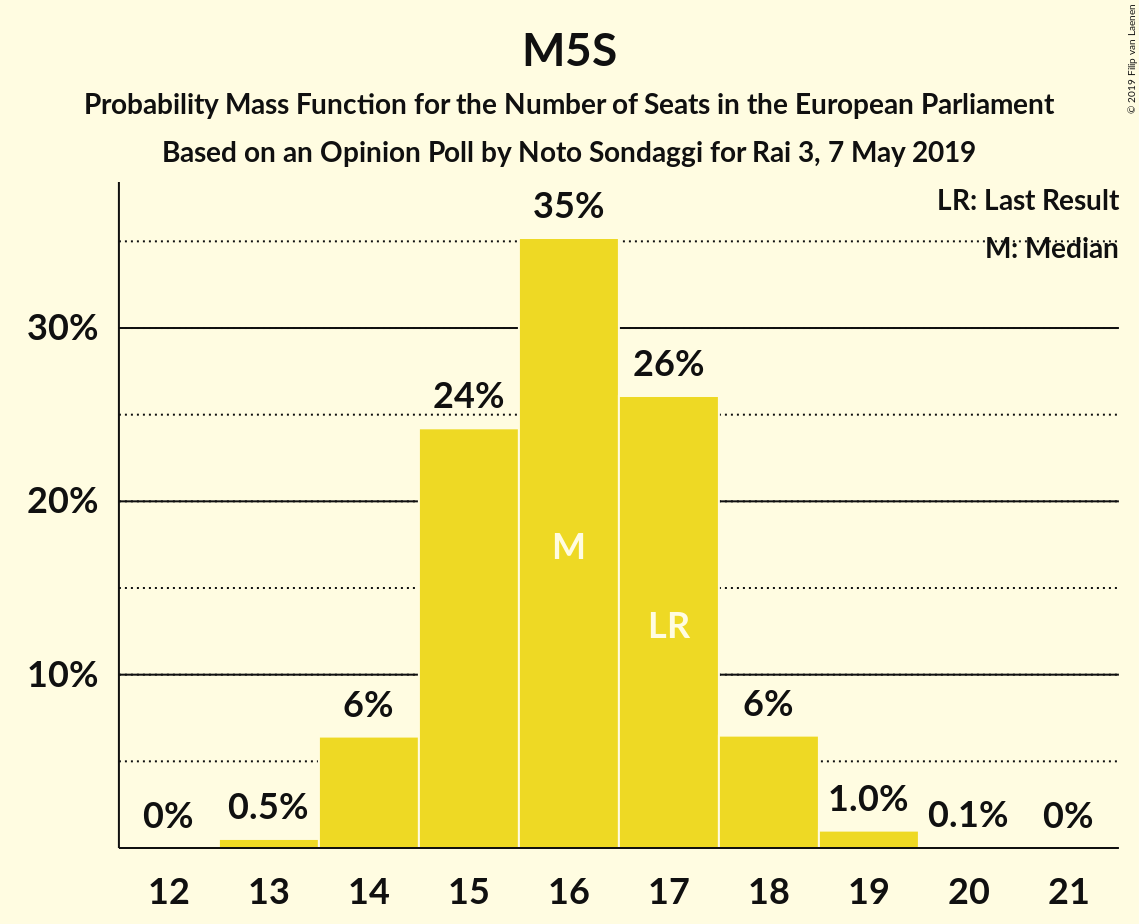 M5S
Probability Mass Function for the Number of Seats in the European Parliament
Based on an Opinion Poll by Noto Sondaggi for Rai 3, 7 May 2019
© 2019 Filip van Laenen
LR: Last Result
M: Median
35%
30%
26%
24%
20%
M
LR
10%
6%
6%
0%
0.5%
1.0%
0.1%
0%
12 13 14 15 16 17 18 19 20 21